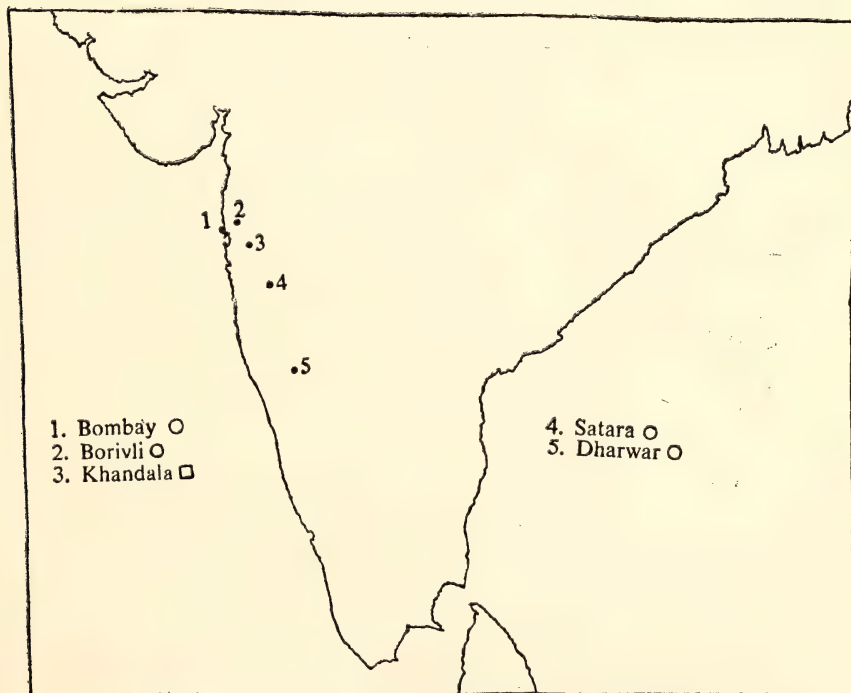 1
2
3
4
5
1. Bombay ○
2. Borivli ○
3. Khandala □
4. Satara ○
5. Dharwar ○